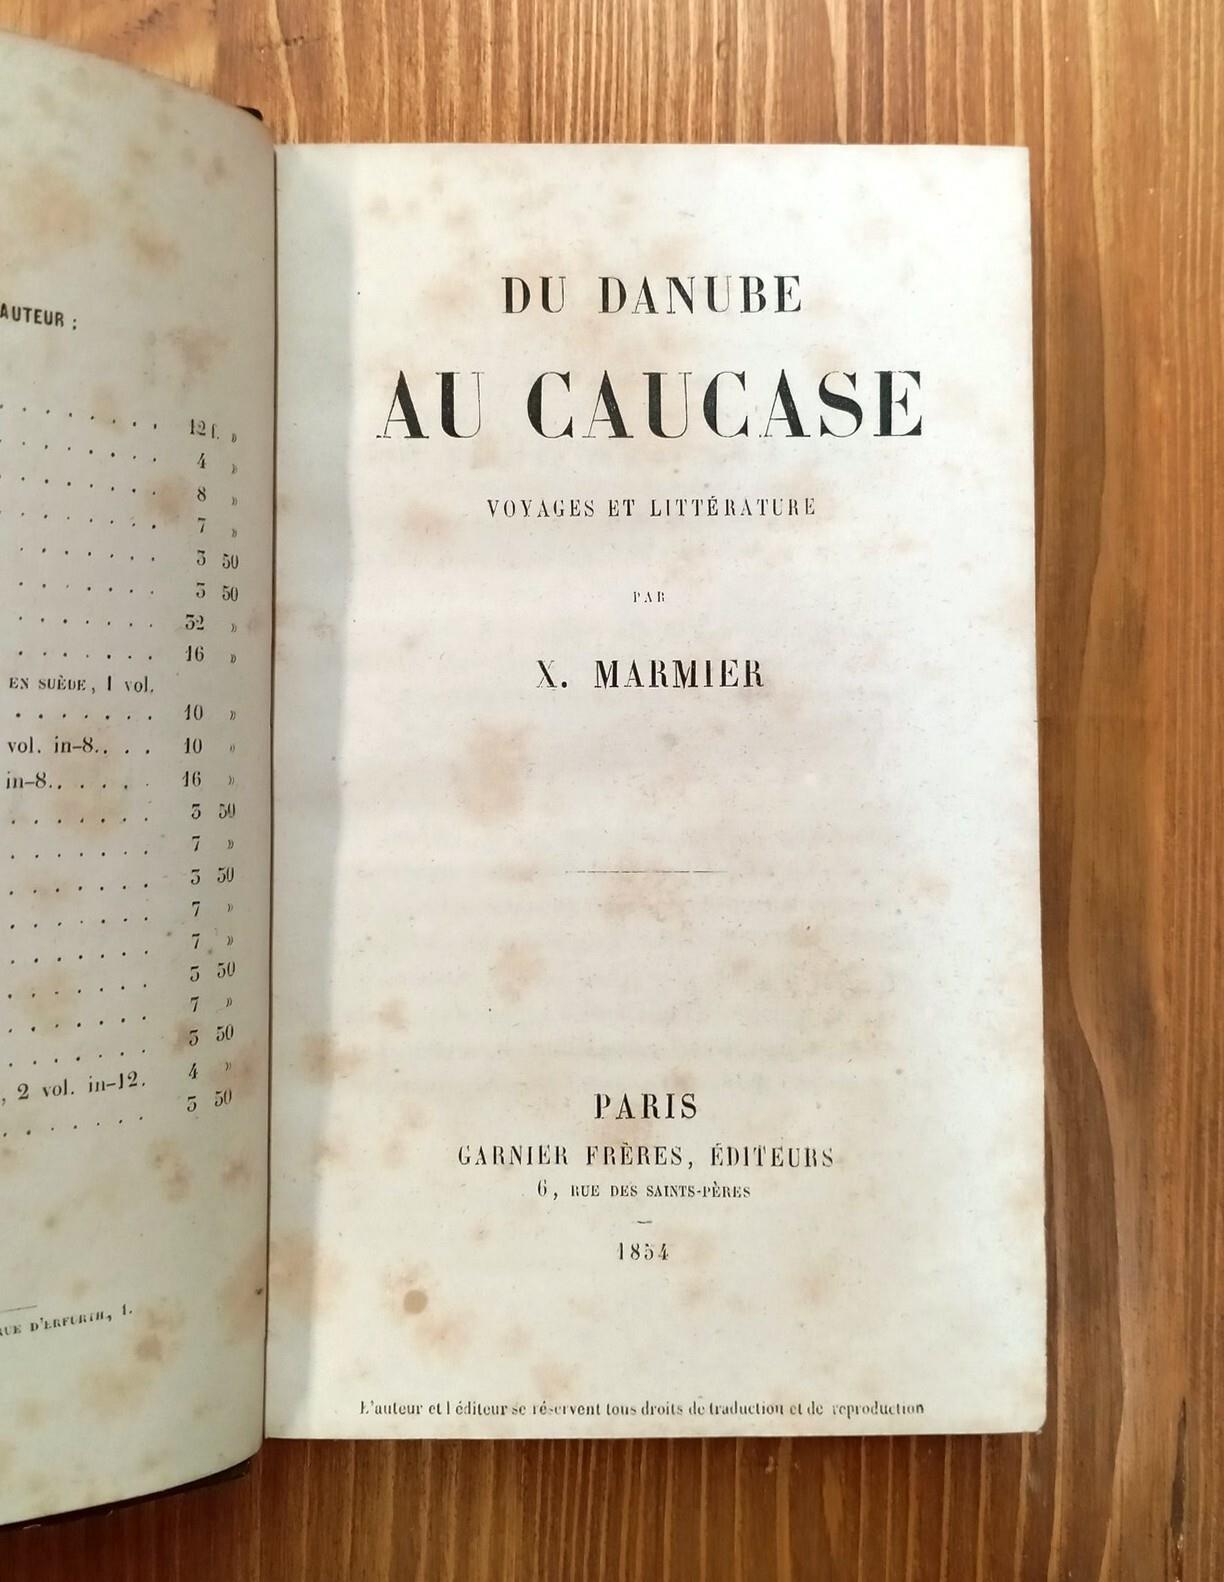 AUTEUR :
12 f. »
4 »
8 »
7 »
3 50
3 50
32 »
16 »
EN SUÈDE, 1 vol.
10 »
vol. in-8. . . . 10 »
in-8. . . . . . 16 »
3 50
7 »
3 50
7 »
7 »
3 50
7 »
3 50
, 2 vol. in-12. 4 »
3 50
RUE D'ERFURTH, 1.
DU DANUBE
AU CAUCASE
VOYAGES ET LITTÉRATURE
PAR
X. MARMIER
PARIS
GARNIER FRÈRES, ÉDITEURS
6, RUE DES SAINTS-PÈRES
1854
L'auteur et l'éditeur se réservent tous droits de traduction et de reproduction